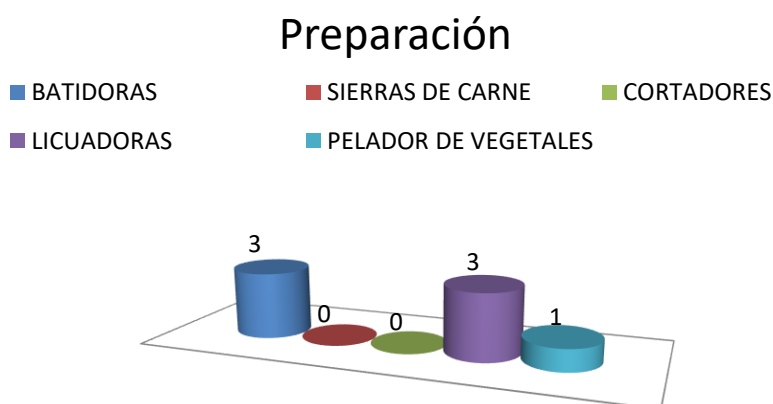 Preparación
BATIDORAS SIERRAS DE CARNE CORTADORES
LICUADORAS PELADOR DE VEGETALES
3
3
0
0
1